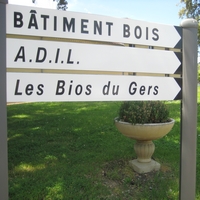 BÂTIMENT BOIS
A.D.I.L.
Les Bios du Gers